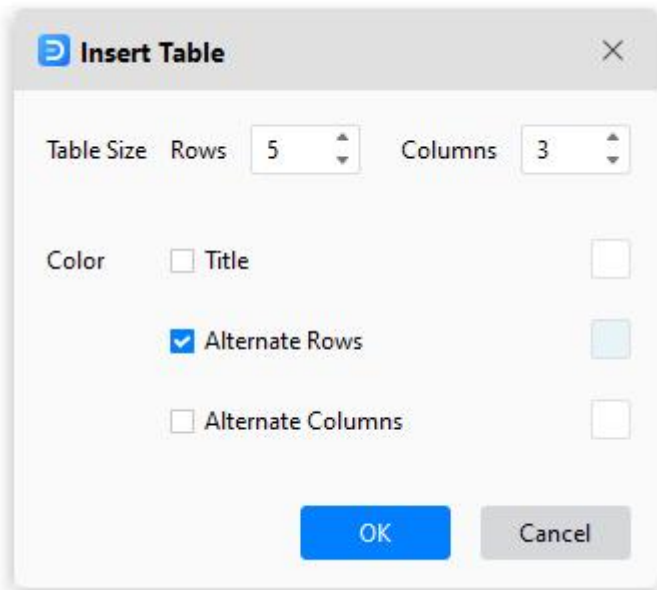 Insert Table
Table Size Rows 5 Columns 3
Color Title
Alternate Rows
Alternate Columns
OK Cancel